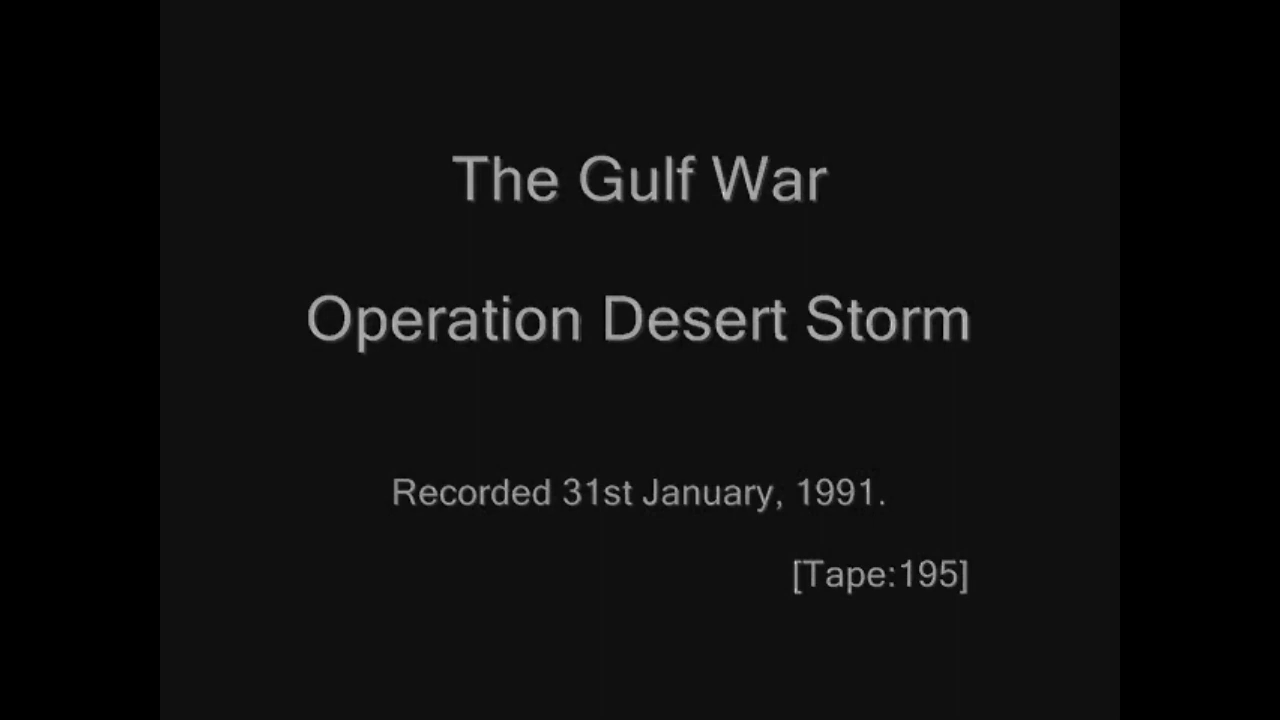 The Gulf War
Operation Desert Storm
Recorded 31st January, 1991.
[Tape:195]